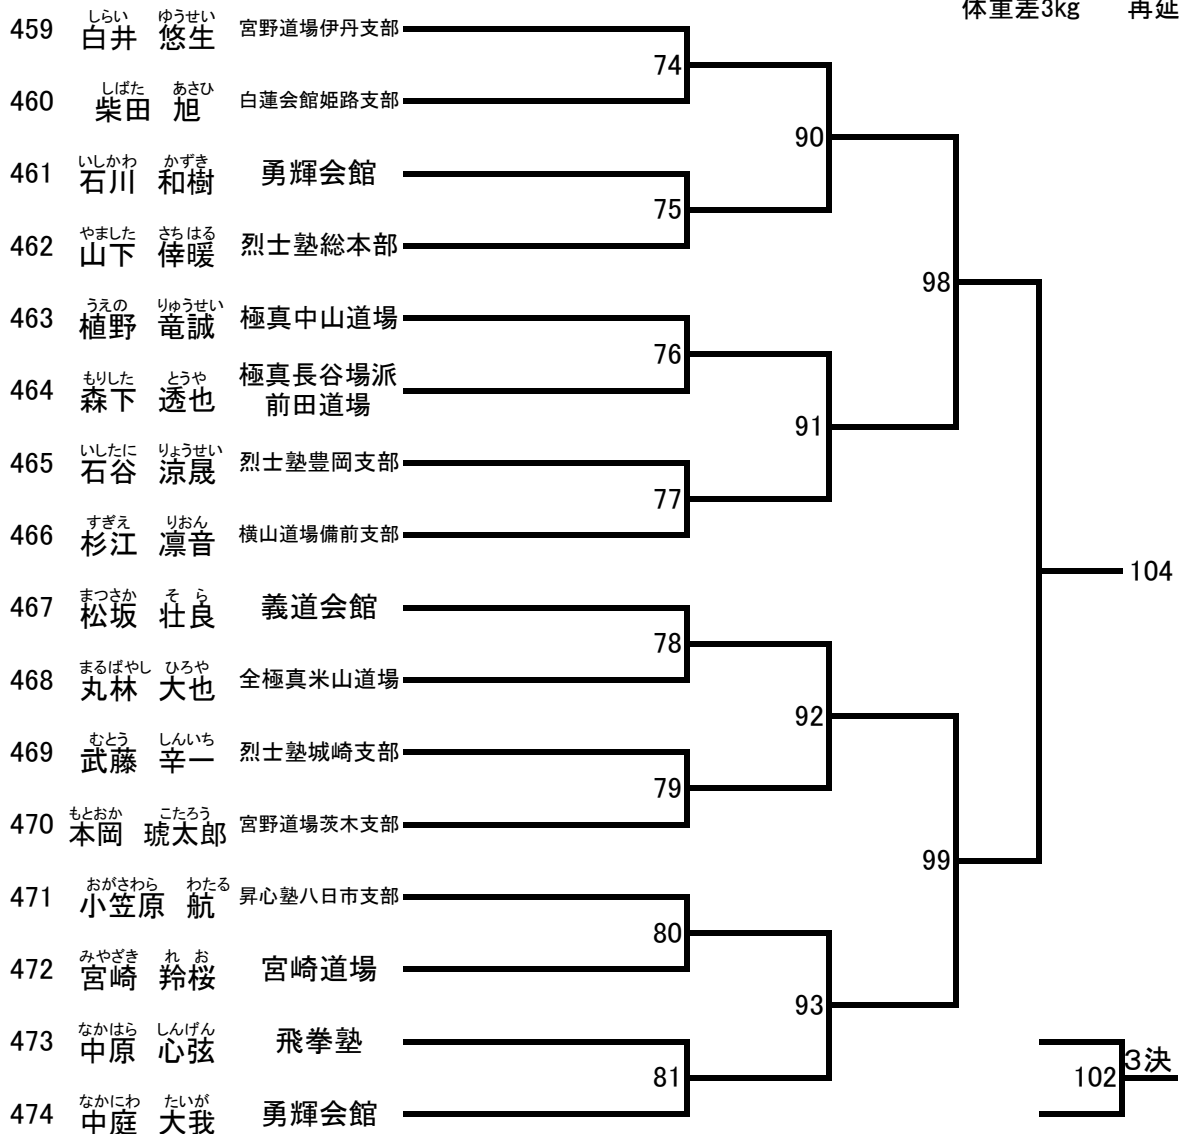 体重差3kg 再延
しらい ゆうせい
459 白井 悠生 宮野道場伊丹支部
74
しばた あさひ
460 柴田 旭 白蓮会館姫路支部
90
いしかわ かずき
461 石川 和樹 勇輝会館
75
やました さちはる
462 山下 倖暖 烈士塾総本部
98
うえの りゅうせい
463 植野 竜誠 極真中山道場
76
もりした とうや
464 森下 透也 極真長谷場派
前田道場
91
いしたに りょうせい
465 石谷 涼晟 烈士塾豊岡支部
77
すぎえ りおん
466 杉江 凛音 横山道場備前支部
104
まつさか そ ら
467 松坂 壮良 義道会館
78
まるばやし ひろや
468 丸林 大也 全極真米山道場
92
むとう しんいち
469 武藤 辛一 烈士塾城崎支部
79
もとおか こたろう
470 本岡 琥太郎 宮野道場茨木支部
99
おがさわら わたる
471 小笠原 航 昇心塾八日市支部
80
みやざき れ お
472 宮崎 羚桜 宮崎道場
93
なかはら しんげん
473 中原 心弦 飛拳塾
3決
81 102
なかにわ たいが
474 中庭 大我 勇輝会館